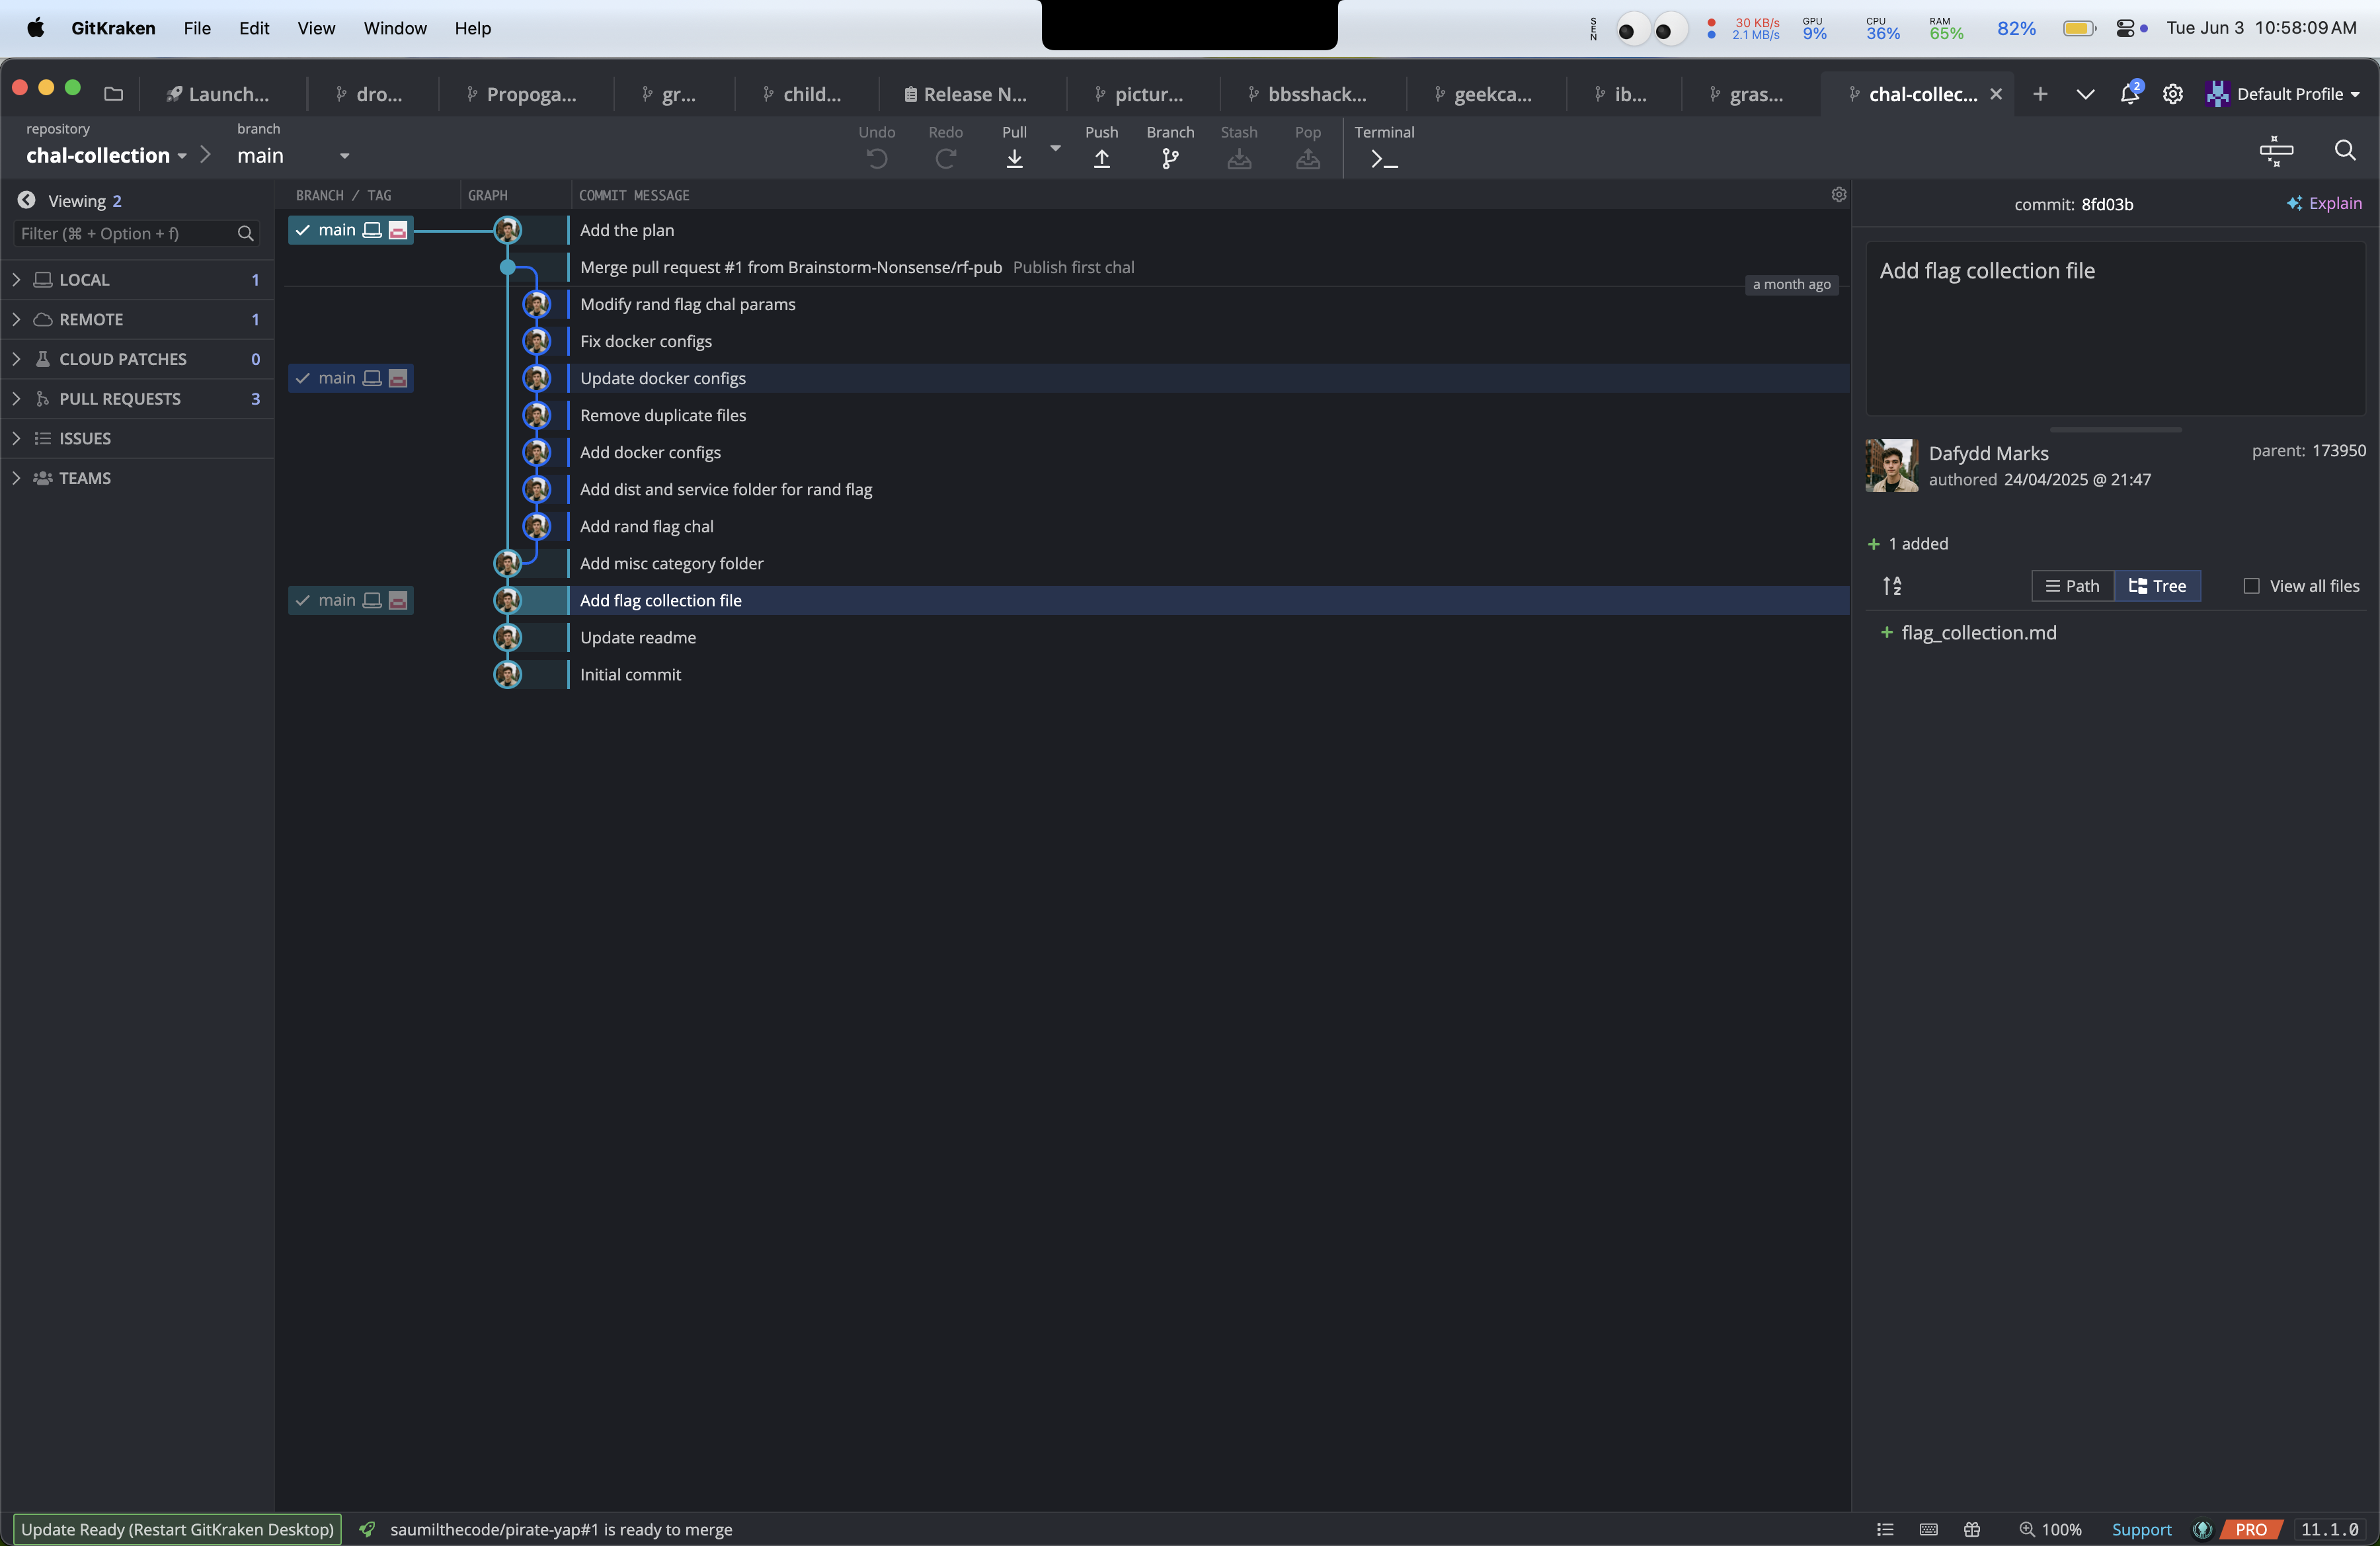 GitKraken File Edit View Window Help
SEN 30 KB/s 2.1 MB/s GPU 9% CPU 36% RAM 65% 82% Tue Jun 3 10:58:09 AM
Launch... dro... Propoga... gr... child... Release N... pictur... bbsshack... geekca... ib... gras... chal-collec... 2 Default Profile
repository branch
chal-collection main
Undo Redo Pull Push Branch Stash Pop Terminal
Viewing 2
Filter (⌘ + Option + f)
LOCAL 1
REMOTE 1
CLOUD PATCHES 0
PULL REQUESTS 3
ISSUES
TEAMS
BRANCH / TAG GRAPH COMMIT MESSAGE
main Add the plan
Merge pull request #1 from Brainstorm-Nonsense/rf-pub Publish first chal
a month ago
Modify rand flag chal params
Fix docker configs
main Update docker configs
Remove duplicate files
Add docker configs
Add dist and service folder for rand flag
Add rand flag chal
Add misc category folder
main Add flag collection file
Update readme
Initial commit
commit: 8fd03b Explain
Add flag collection file
Dafydd Marks parent: 173950
authored 24/04/2025 @ 21:47
1 added
AZ Path Tree View all files
flag_collection.md
Update Ready (Restart GitKraken Desktop) saumilthecode/pirate-yap#1 is ready to merge 100% Support PRO 11.1.0